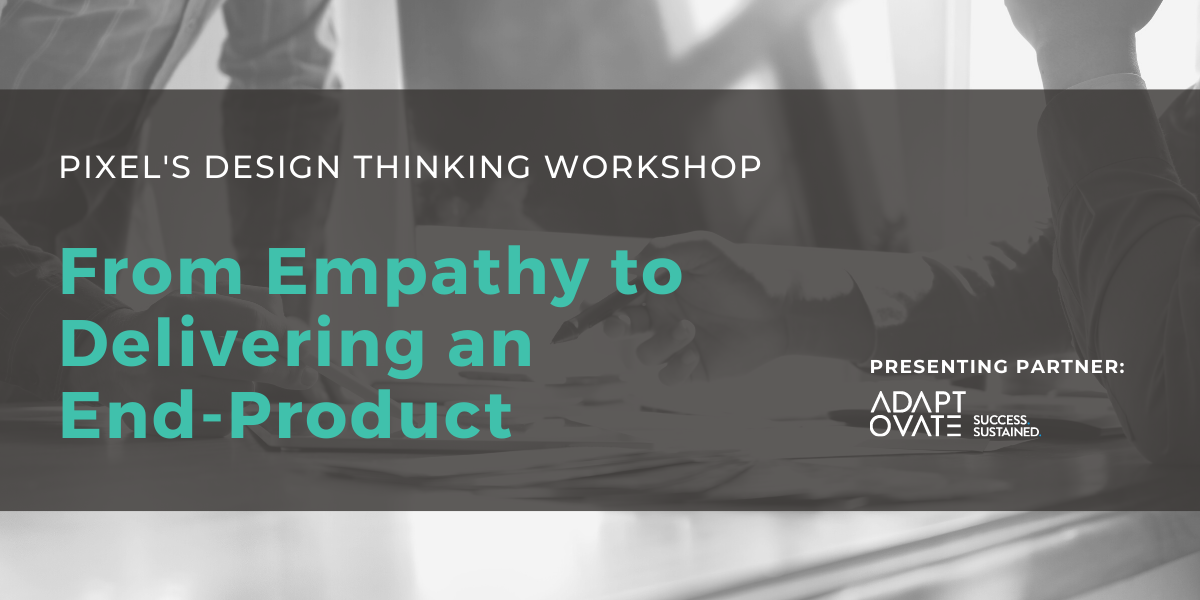 PIXEL'S DESIGN THINKING WORKSHOP
From Empathy to
Delivering an
End-Product
PRESENTING PARTNER:
ADAPT
OVATE
SUCCESS.
SUSTAINED.